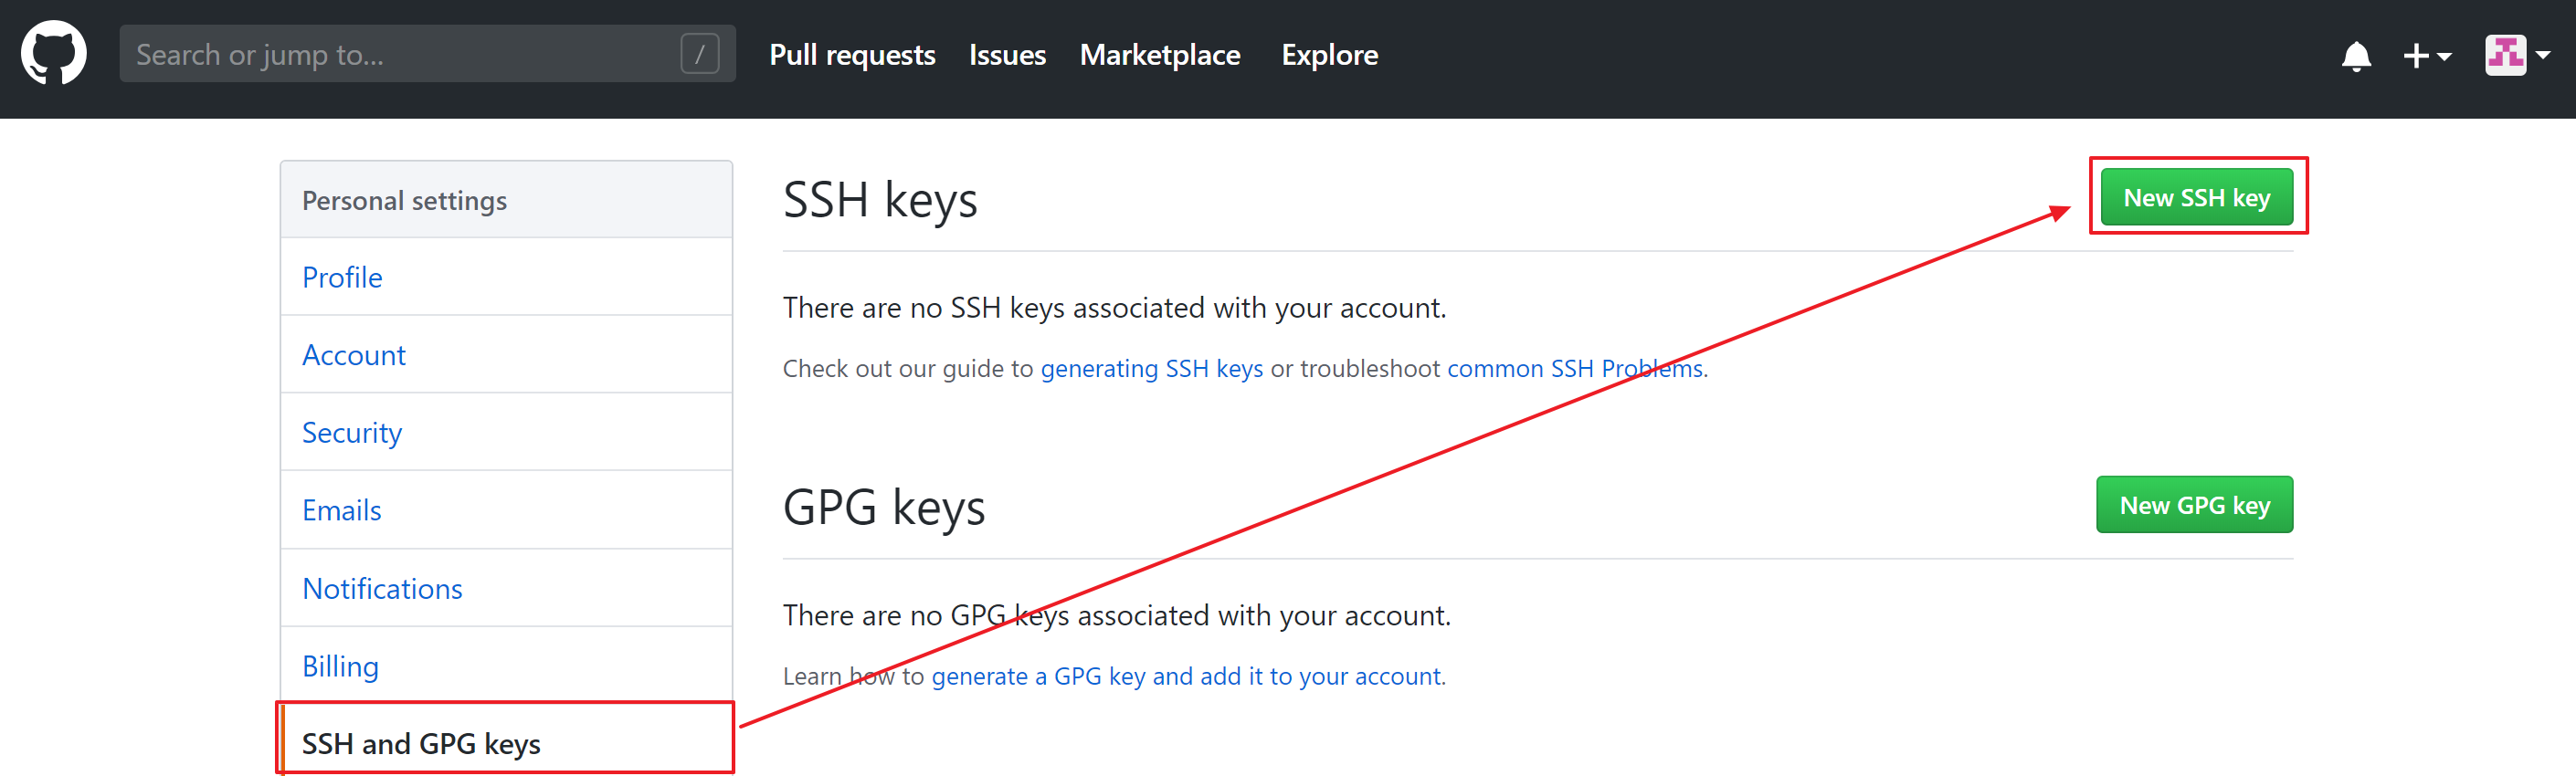 Search or jump to... /
Pull requests Issues Marketplace Explore
Personal settings
Profile
Account
Security
Emails
Notifications
Billing
SSH and GPG keys
SSH keys
New SSH key
There are no SSH keys associated with your account.
Check out our guide to generating SSH keys or troubleshoot common SSH Problems.
GPG keys
New GPG key
There are no GPG keys associated with your account.
Learn how to generate a GPG key and add it to your account.